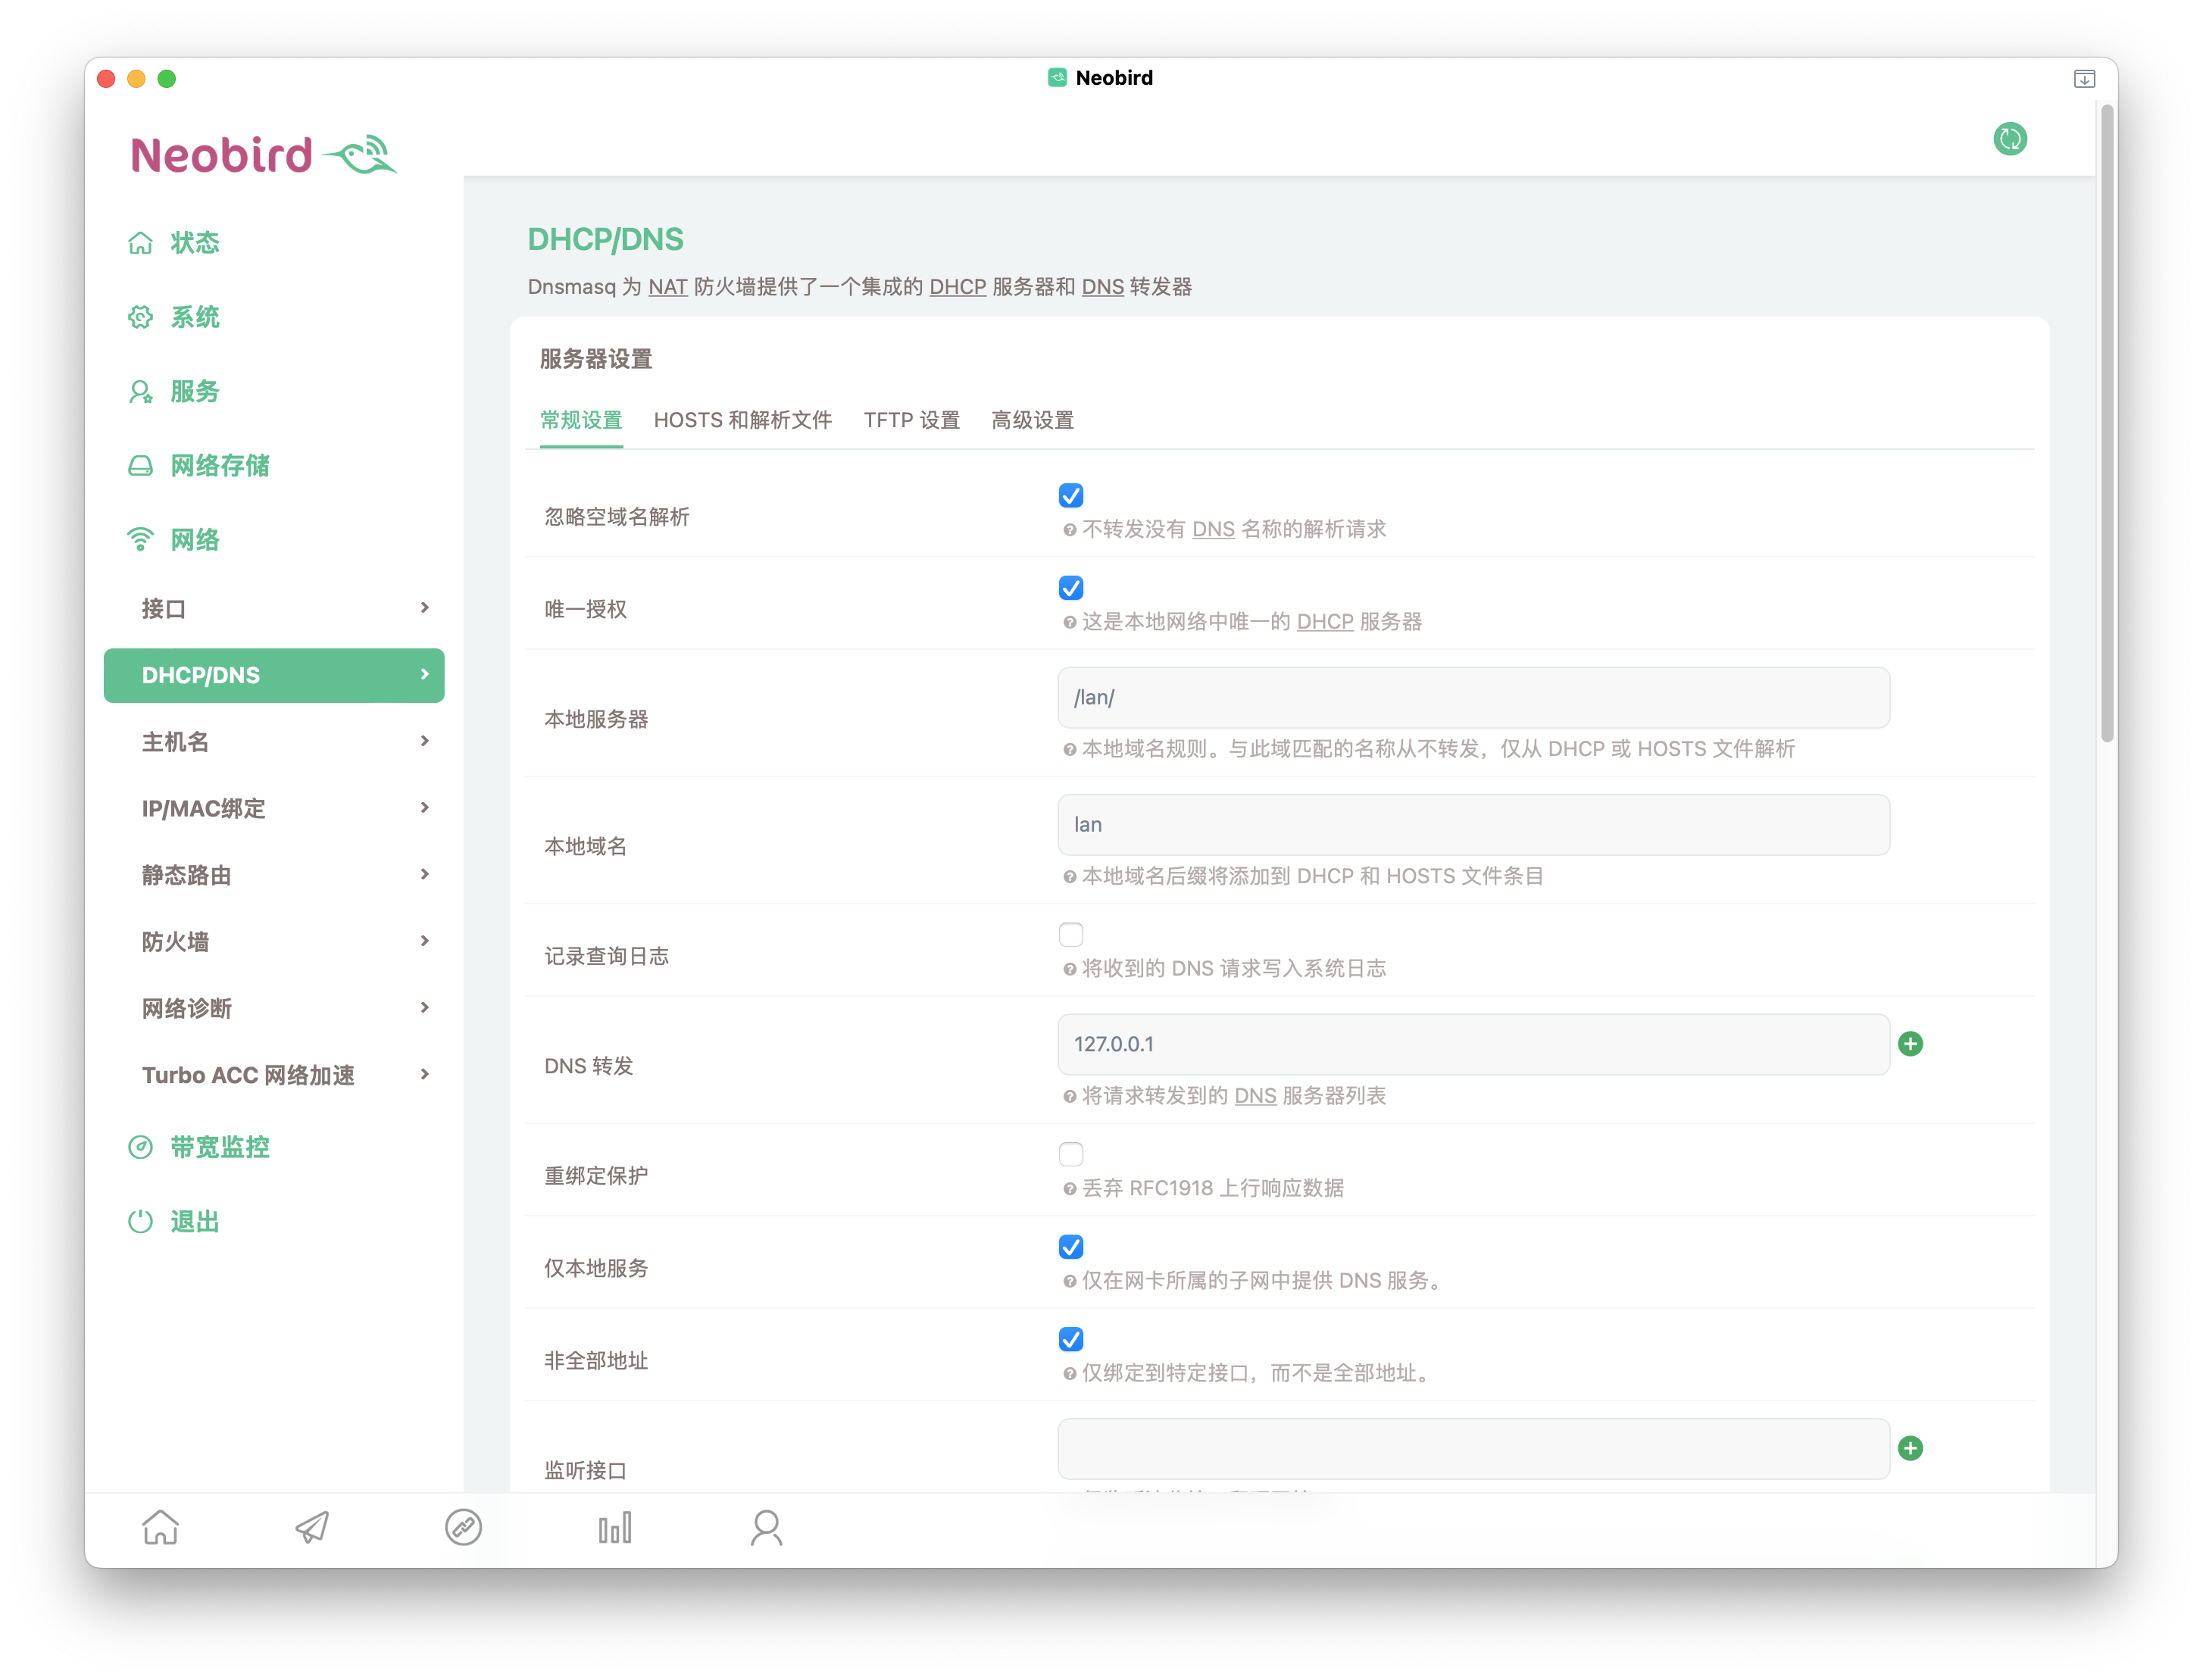 Neobird
Neobird
状态
系统
服务
网络存储
网络
接口
DHCP/DNS
主机名
IP/MAC绑定
静态路由
防火墙
网络诊断
Turbo ACC 网络加速
带宽监控
退出
DHCP/DNS
Dnsmasq 为 NAT 防火墙提供了一个集成的 DHCP 服务器和 DNS 转发器
服务器设置
常规设置 HOSTS 和解析文件 TFTP 设置 高级设置
忽略空域名解析
不转发没有 DNS 名称的解析请求
唯一授权
这是本地网络中唯一的 DHCP 服务器
本地服务器
/lan/
本地域名规则。与此域匹配的名称从不转发，仅从 DHCP 或 HOSTS 文件解析
本地域名
lan
本地域名后缀将添加到 DHCP 和 HOSTS 文件条目
记录查询日志
将收到的 DNS 请求写入系统日志
DNS 转发
127.0.0.1
将请求转发到的 DNS 服务器列表
重绑定保护
丢弃 RFC1918 上行响应数据
仅本地服务
仅在网卡所属的子网中提供 DNS 服务。
非全部地址
仅绑定到特定接口，而不是全部地址。
监听接口